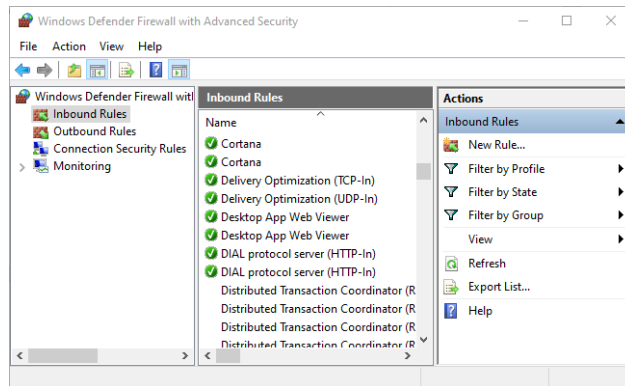 Windows Defender Firewall with Advanced Security
File Action View Help
Windows Defender Firewall witl
Inbound Rules
Outbound Rules
Connection Security Rules
Monitoring
Inbound Rules
Name
Cortana
Cortana
Delivery Optimization (TCP-In)
Delivery Optimization (UDP-In)
Desktop App Web Viewer
Desktop App Web Viewer
DIAL protocol server (HTTP-In)
DIAL protocol server (HTTP-In)
Distributed Transaction Coordinator (R
Distributed Transaction Coordinator (R
Distributed Transaction Coordinator (R
Distributed Transaction Coordinator (R
Actions
Inbound Rules
New Rule...
Filter by Profile
Filter by State
Filter by Group
View
Refresh
Export List...
Help